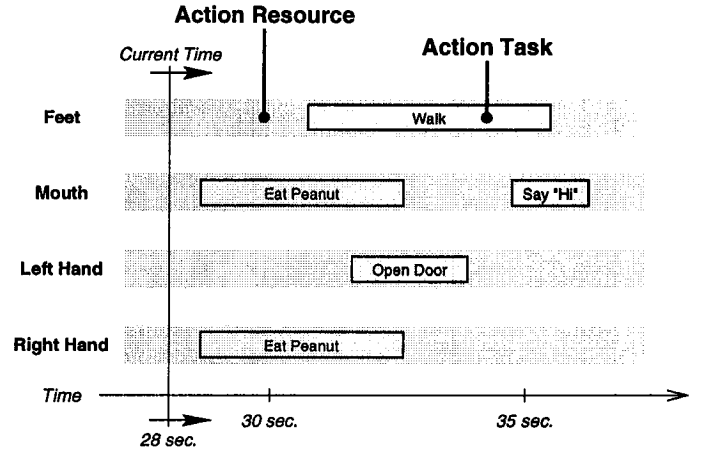 Action Resource
Current Time
Action Task
Feet
Walk
Mouth
Eat Peanut
Say "Hi"
Left Hand
Open Door
Right Hand
Eat Peanut
Time
28 sec.
30 sec.
35 sec.